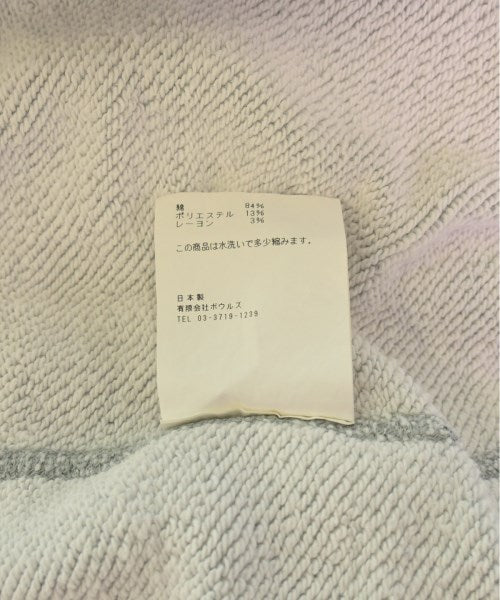 綿 84%
ポリエステル 13%
レーヨン 3%
この商品は水洗いで多少縮みます。
日本製
有限会社ボウルズ
TEL 03-3719-1239